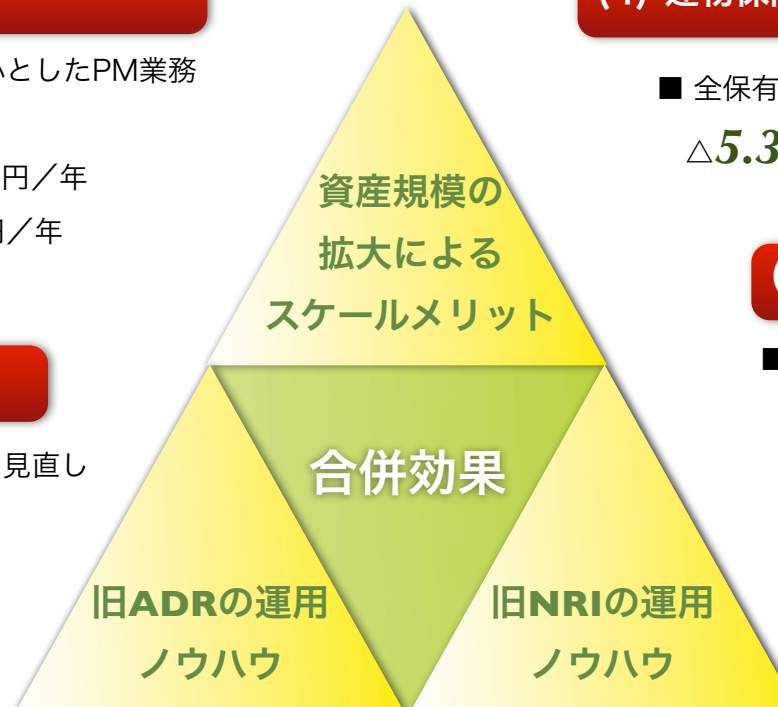 としたPM業務
円／年
円／年
見直し
資産規模の
拡大による
スケールメリット
合併効果
旧ADRの運用
ノウハウ
旧NRIの運用
ノウハウ
■ 全保有
△5.3
■